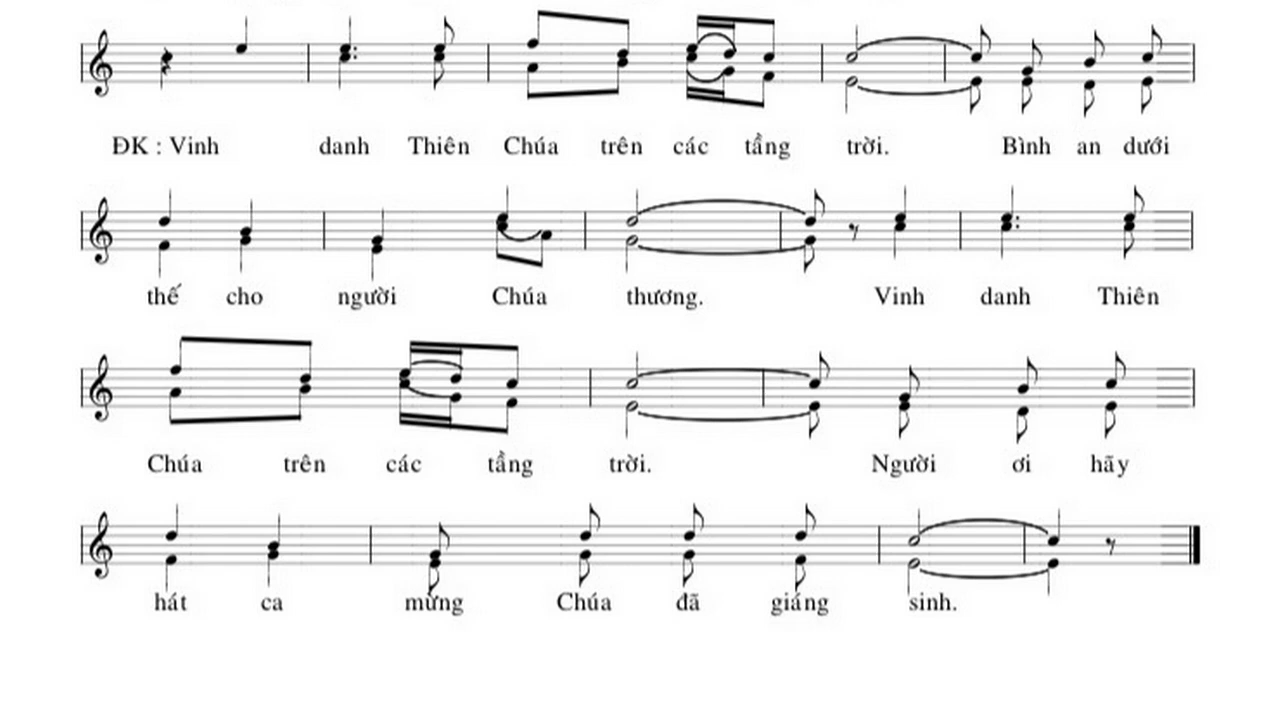 ĐK : Vinh danh Thiên Chúa trên các tầng trời. Bình an dưới
thế cho người Chúa thương. Vinh danh Thiên
Chúa trên các tầng trời. Người ơi hãy
hát ca mừng Chúa đã giáng sinh.